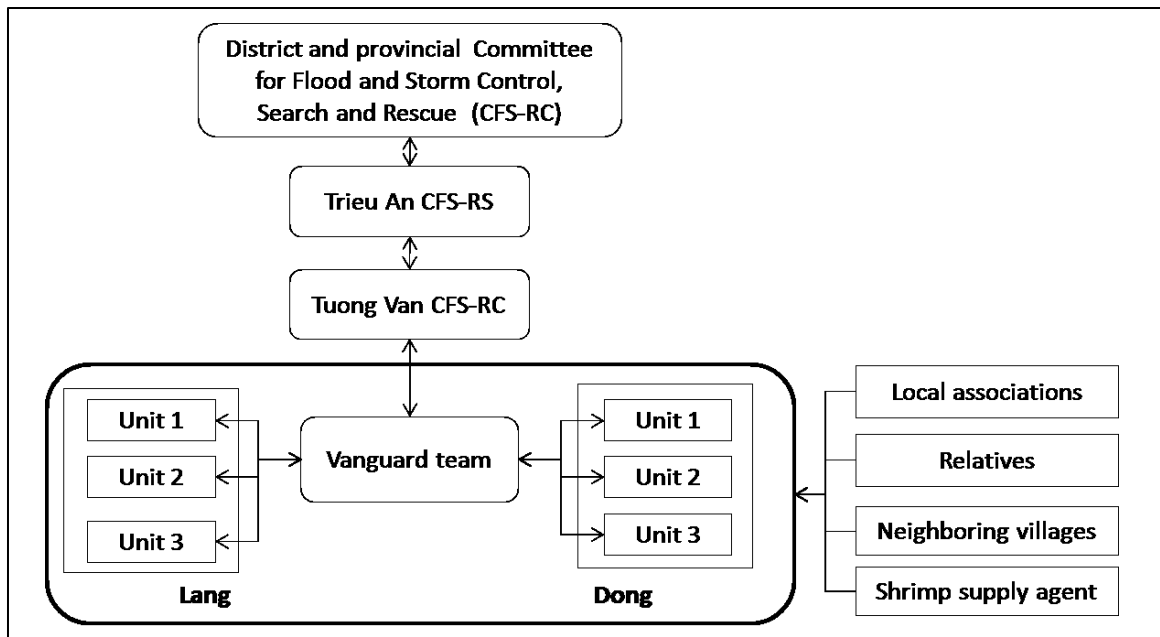 District and provincial Committee
for Flood and Storm Control,
Search and Rescue (CFS-RC)
Trieu An CFS-RS
Tuong Van CFS-RC
Unit 1
Unit 2
Unit 3
Lang
Vanguard team
Unit 1
Unit 2
Unit 3
Dong
Local associations
Relatives
Neighboring villages
Shrimp supply agent